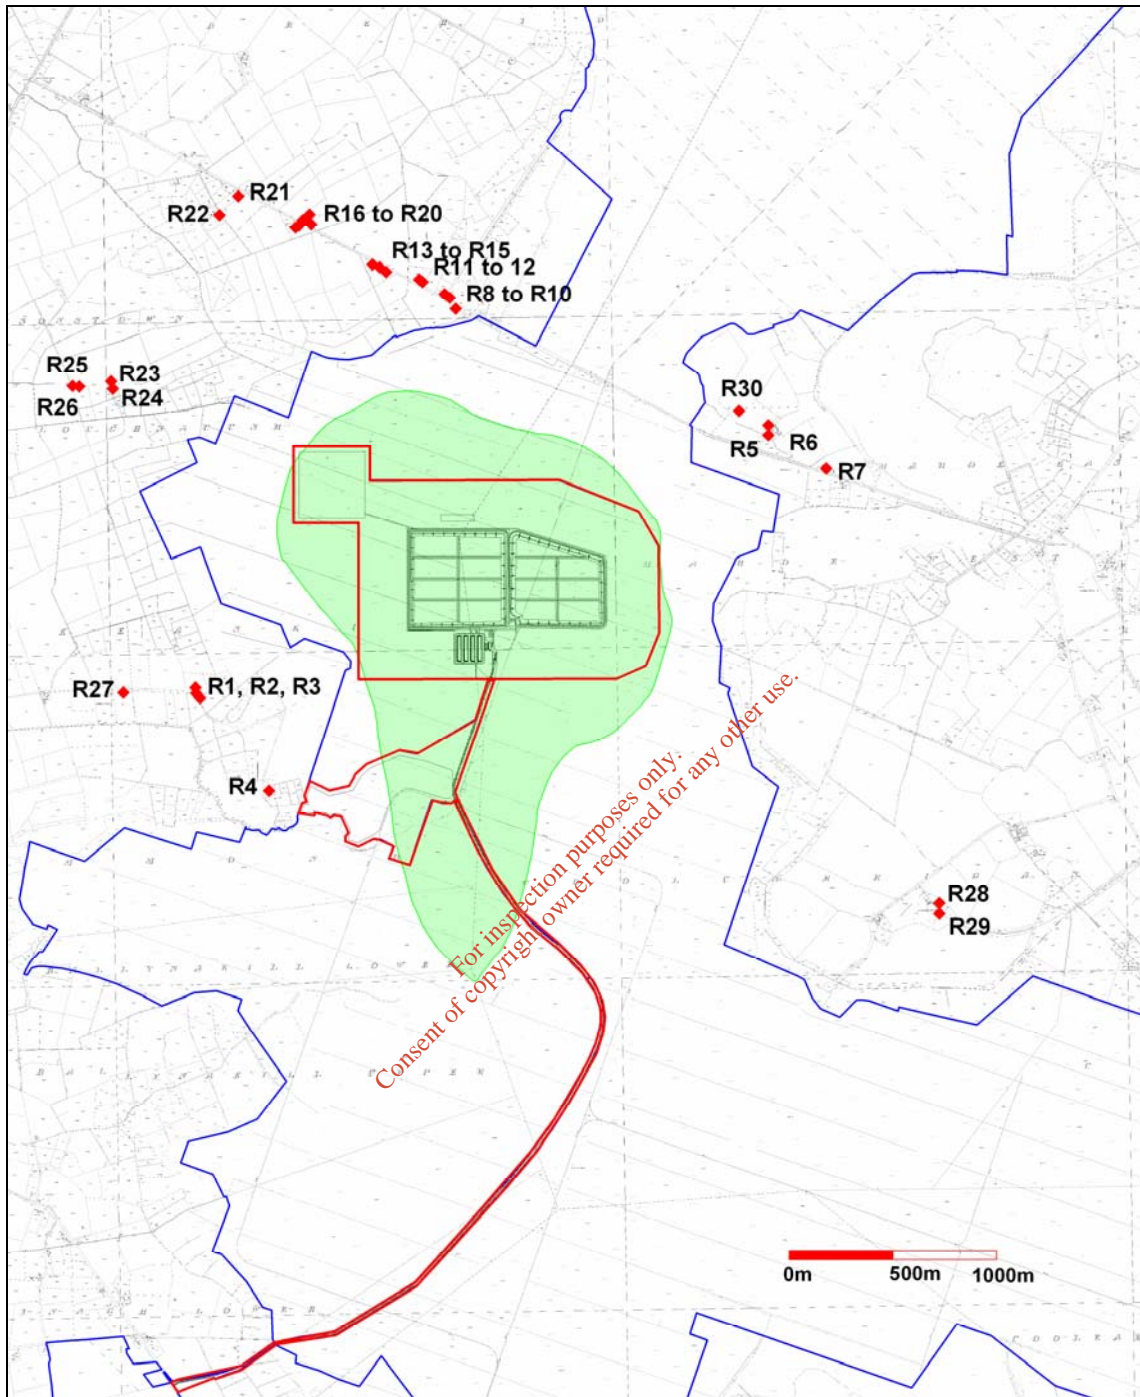 R21
R22
R16 to R20
R13 to R15
R11 to 12
R8 to R10
R25
R23
R26
R24
R30
R6
R5
R7
R27
R1, R2, R3
R4
R28
R29
For inspection purposes only.
Consent of copyright owner required for any other use.
0m
500m
1000m